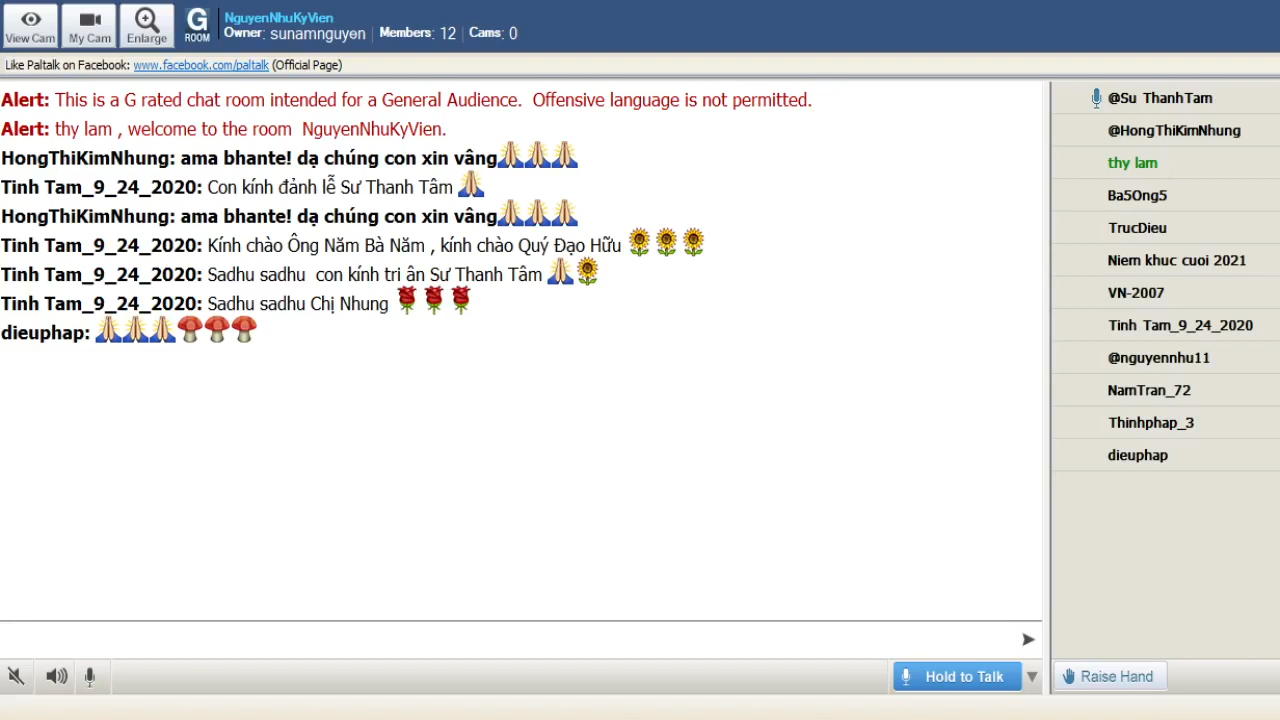 View Cam
My Cam
Enlarge
G
ROOM
NguyenNhuKyVien
Owner: sunamnguyen | Members: 12 | Cams: 0
Like Paltalk on Facebook: www.facebook.com/paltalk (Official Page)
Alert: This is a G rated chat room intended for a General Audience.  Offensive language is not permitted.
Alert: thy lam , welcome to the room  NguyenNhuKyVien.
HongThiKimNhung: ama bhante! dạ chúng con xin vâng
Tinh Tam_9_24_2020: Con kính đảnh lễ Sư Thanh Tâm
HongThiKimNhung: ama bhante! dạ chúng con xin vâng
Tinh Tam_9_24_2020: Kính chào Ông Năm Bà Năm , kính chào Quý Đạo Hữu
Tinh Tam_9_24_2020: Sadhu sadhu  con kính tri ân Sư Thanh Tâm
Tinh Tam_9_24_2020: Sadhu sadhu Chị Nhung
dieuphap:
@Su ThanhTam
@HongThiKimNhung
thy lam
Ba5Ong5
TrucDieu
Niem khuc cuoi 2021
VN-2007
Tinh Tam_9_24_2020
@nguyennhu11
NamTran_72
Thinhphap_3
dieuphap
Hold to Talk
Raise Hand